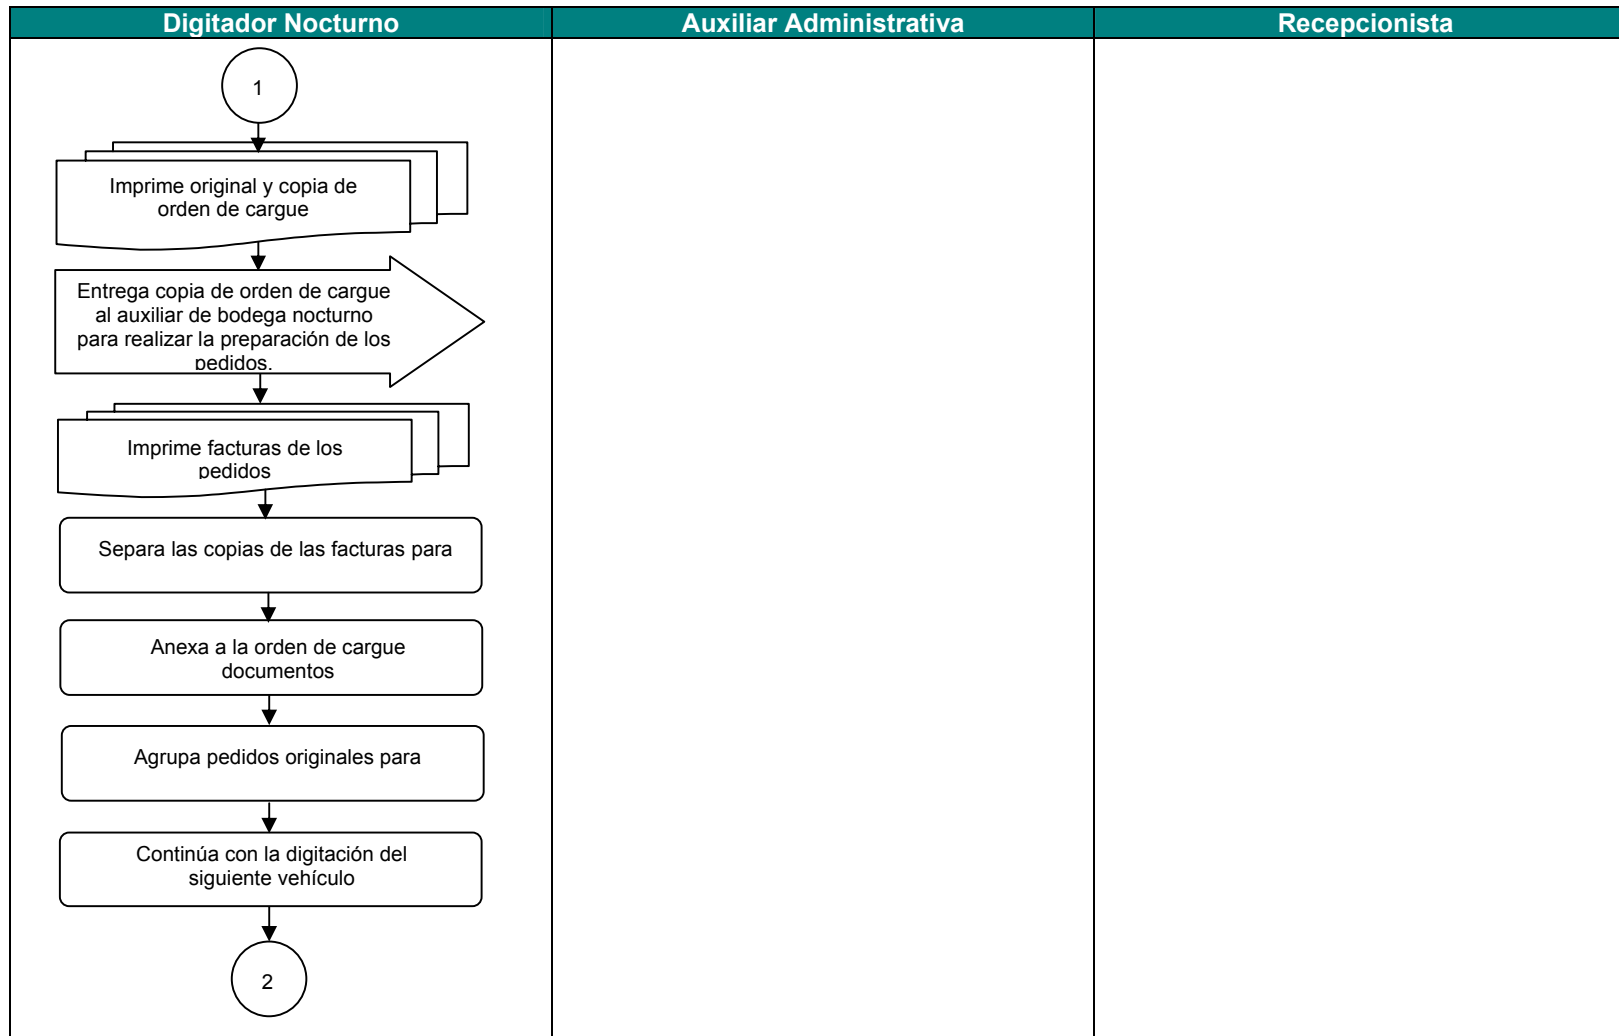 Digitador Nocturno
Auxiliar Administrativa
Recepcionista
1
Imprime original y copia de
orden de cargue
Entrega copia de orden de cargue
al auxiliar de bodega nocturno
para realizar la preparación de los
pedidos.
Imprime facturas de los
pedidos
Separa las copias de las facturas para
Anexa a la orden de cargue
documentos
Agrupa pedidos originales para
Continúa con la digitación del
siguiente vehículo
2